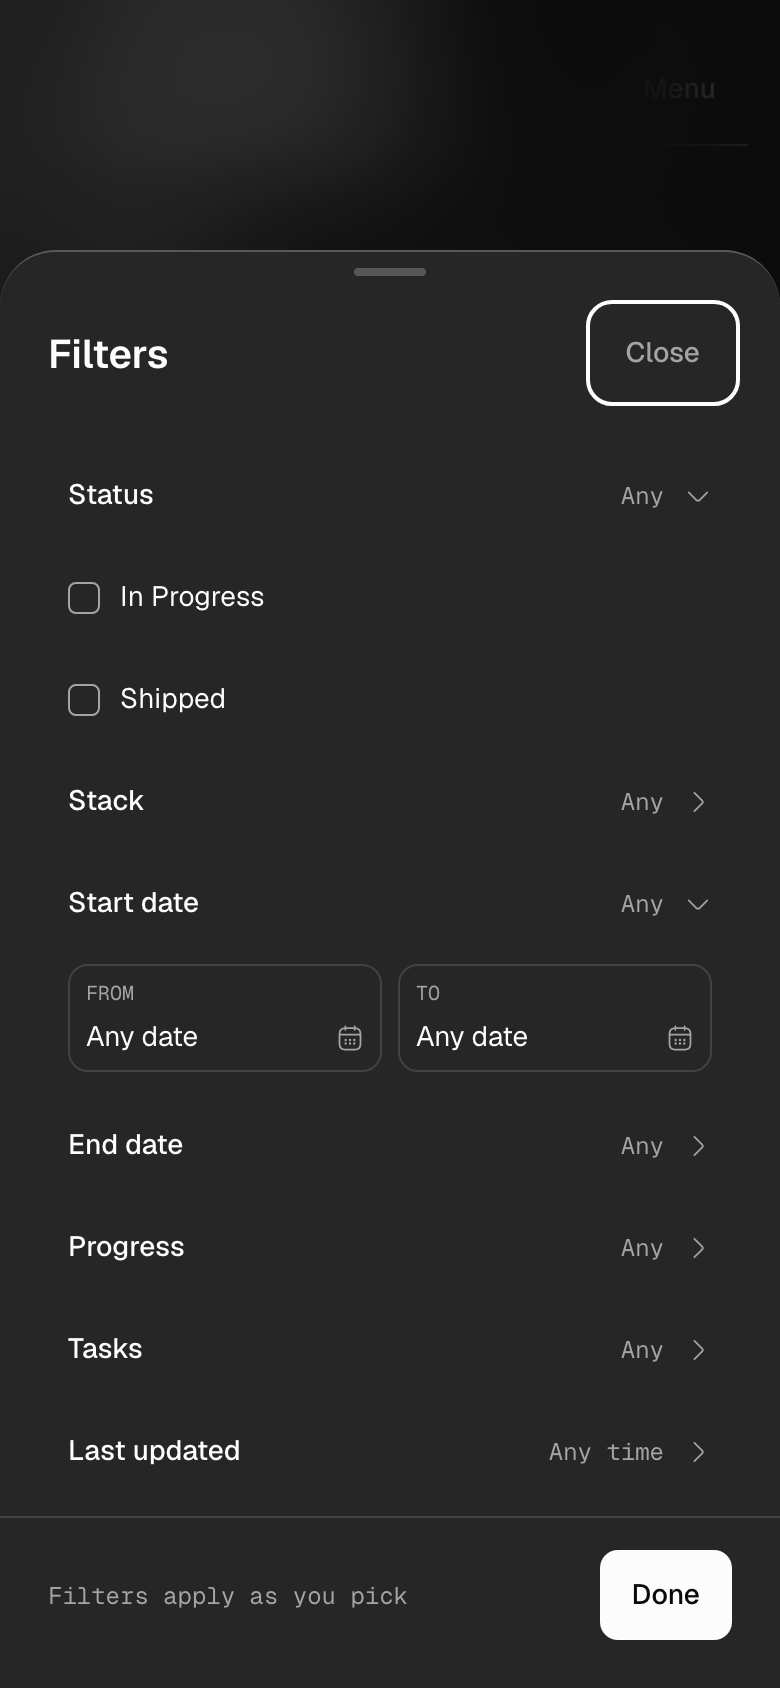 Menu
Filters
Close
Status
Any
In Progress
Shipped
Stack
Any
Start date
Any
FROM
Any date
TO
Any date
End date
Any
Progress
Any
Tasks
Any
Last updated
Any time
Filters apply as you pick
Done